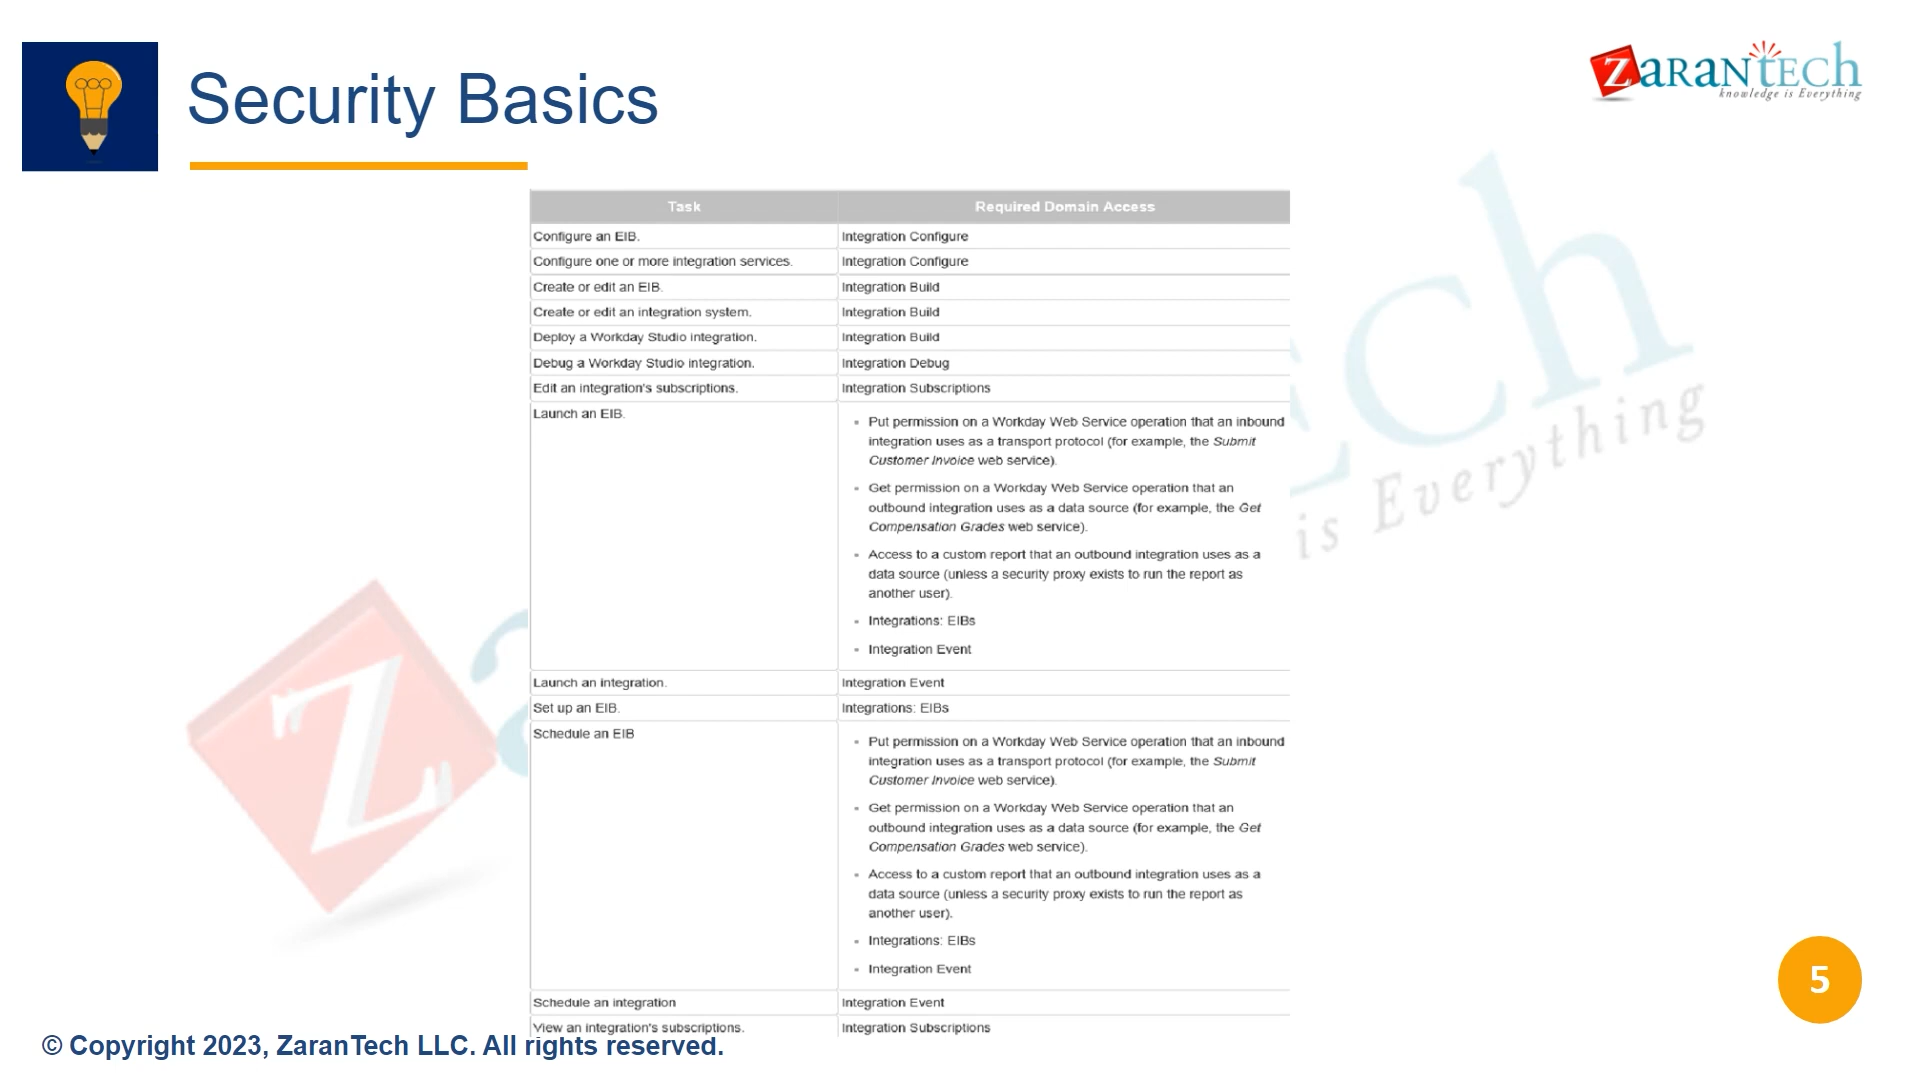 Security Basics
ZARANTECH
knowledge is Everything
Task
Required Domain Access
Configure an EIB.
Integration Configure
Configure one or more integration services.
Integration Configure
Create or edit an EIB.
Integration Build
Create or edit an integration system.
Integration Build
Deploy a Workday Studio integration.
Integration Build
Debug a Workday Studio integration.
Integration Debug
Edit an integration's subscriptions.
Integration Subscriptions
Launch an EIB.
Put permission on a Workday Web Service operation that an inbound
integration uses as a transport protocol (for example, the Submit
Customer Invoice web service).
Get permission on a Workday Web Service operation that an
outbound integration uses as a data source (for example, the Get
Compensation Grades web service).
Access to a custom report that an outbound integration uses as a
data source (unless a security proxy exists to run the report as
another user).
Integrations: EIBs
Integration Event
Launch an integration.
Integration Event
Set up an EIB.
Integrations: EIBs
Schedule an EIB
Put permission on a Workday Web Service operation that an inbound
integration uses as a transport protocol (for example, the Submit
Customer Invoice web service).
Get permission on a Workday Web Service operation that an
outbound integration uses as a data source (for example, the Get
Compensation Grades web service).
Access to a custom report that an outbound integration uses as a
data source (unless a security proxy exists to run the report as
another user).
Integrations: EIBs
Integration Event
Schedule an integration
Integration Event
View an integration's subscriptions.
Integration Subscriptions
ch
is Everything
Z
5
© Copyright 2023, ZaranTech LLC. All rights reserved.